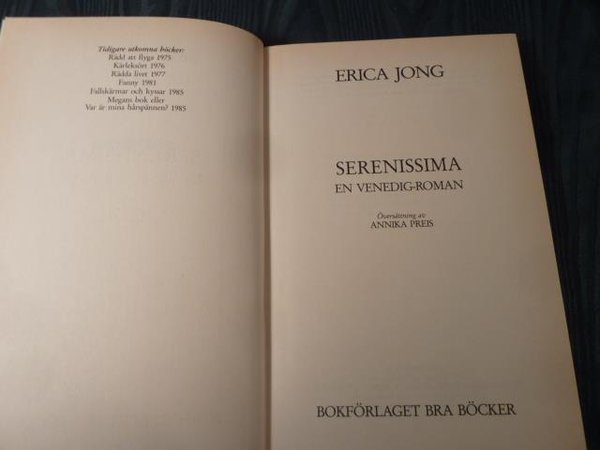 Tidigare utkomna böcker:
Rädd att flyga 1975
Kärleksört 1976
Rädda livet 1977
Fanny 1981
Fallskärmar och kyssar 1985
Megans bok eller
Var är mina hårspännen? 1985
ERICA JONG
SERENISSIMA
EN VENEDIG-ROMAN
Översättning av
ANNIKA PREIS
BOKFÖRLAGET BRA BÖCKER